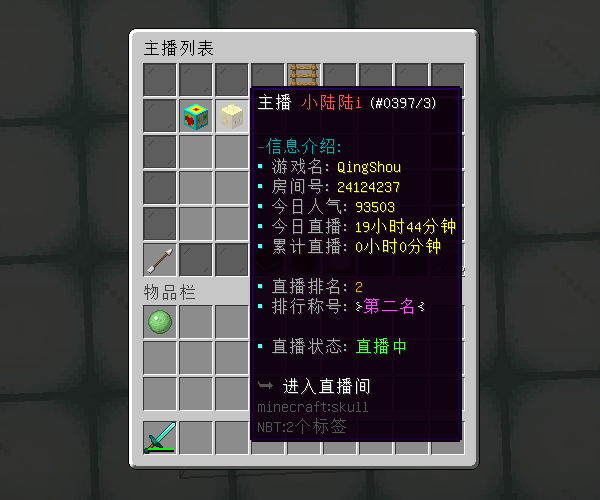 主播列表
主播 小陆陆i (#0397/3)
-信息介绍:
▪ 游戏名: QingShou
▪ 房间号: 24124237
▪ 今日人气: 93503
▪ 今日直播: 19小时44分钟
▪ 累计直播: 0小时0分钟
▪ 直播排名: 2
▪ 排行称号: 第二名
▪ 直播状态: 直播中
进入直播间
minecraft:skull
NBT:2个标签
物品栏